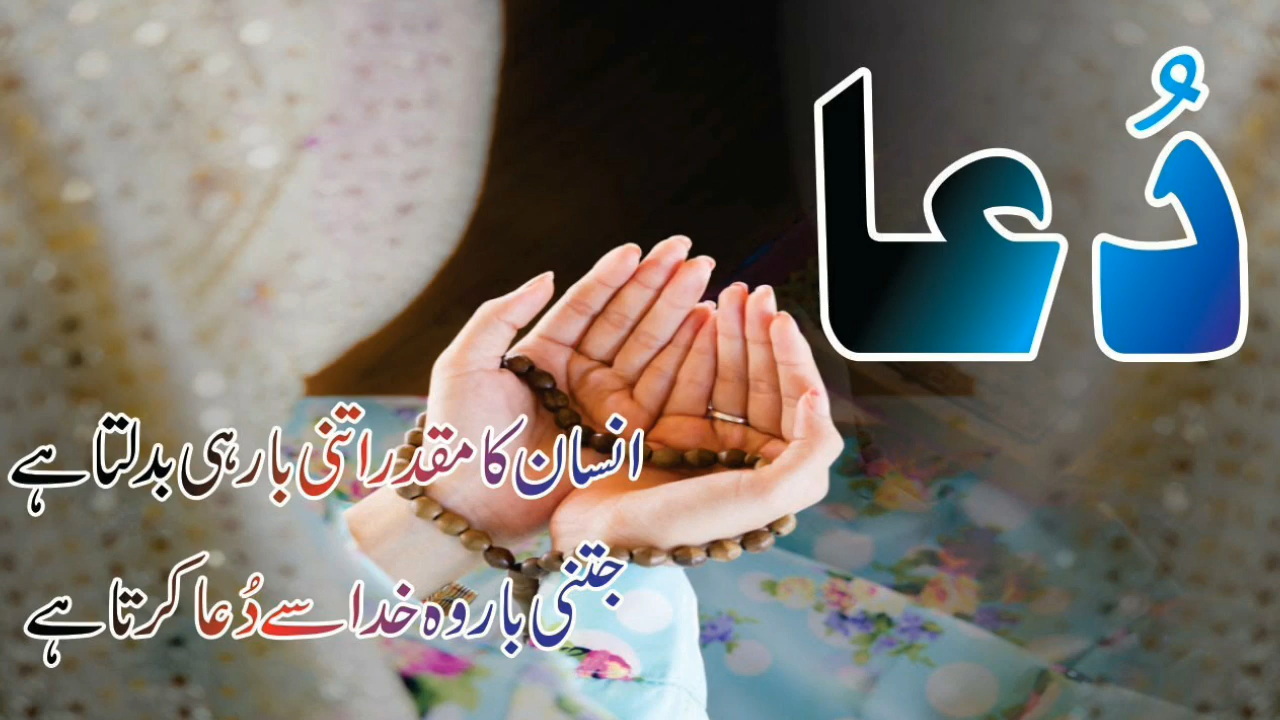 دُعا
انسان کا مقدر اتنی بار ہی بدلتا ہے
جتنی بار وہ خدا سے دُعا کرتا ہے